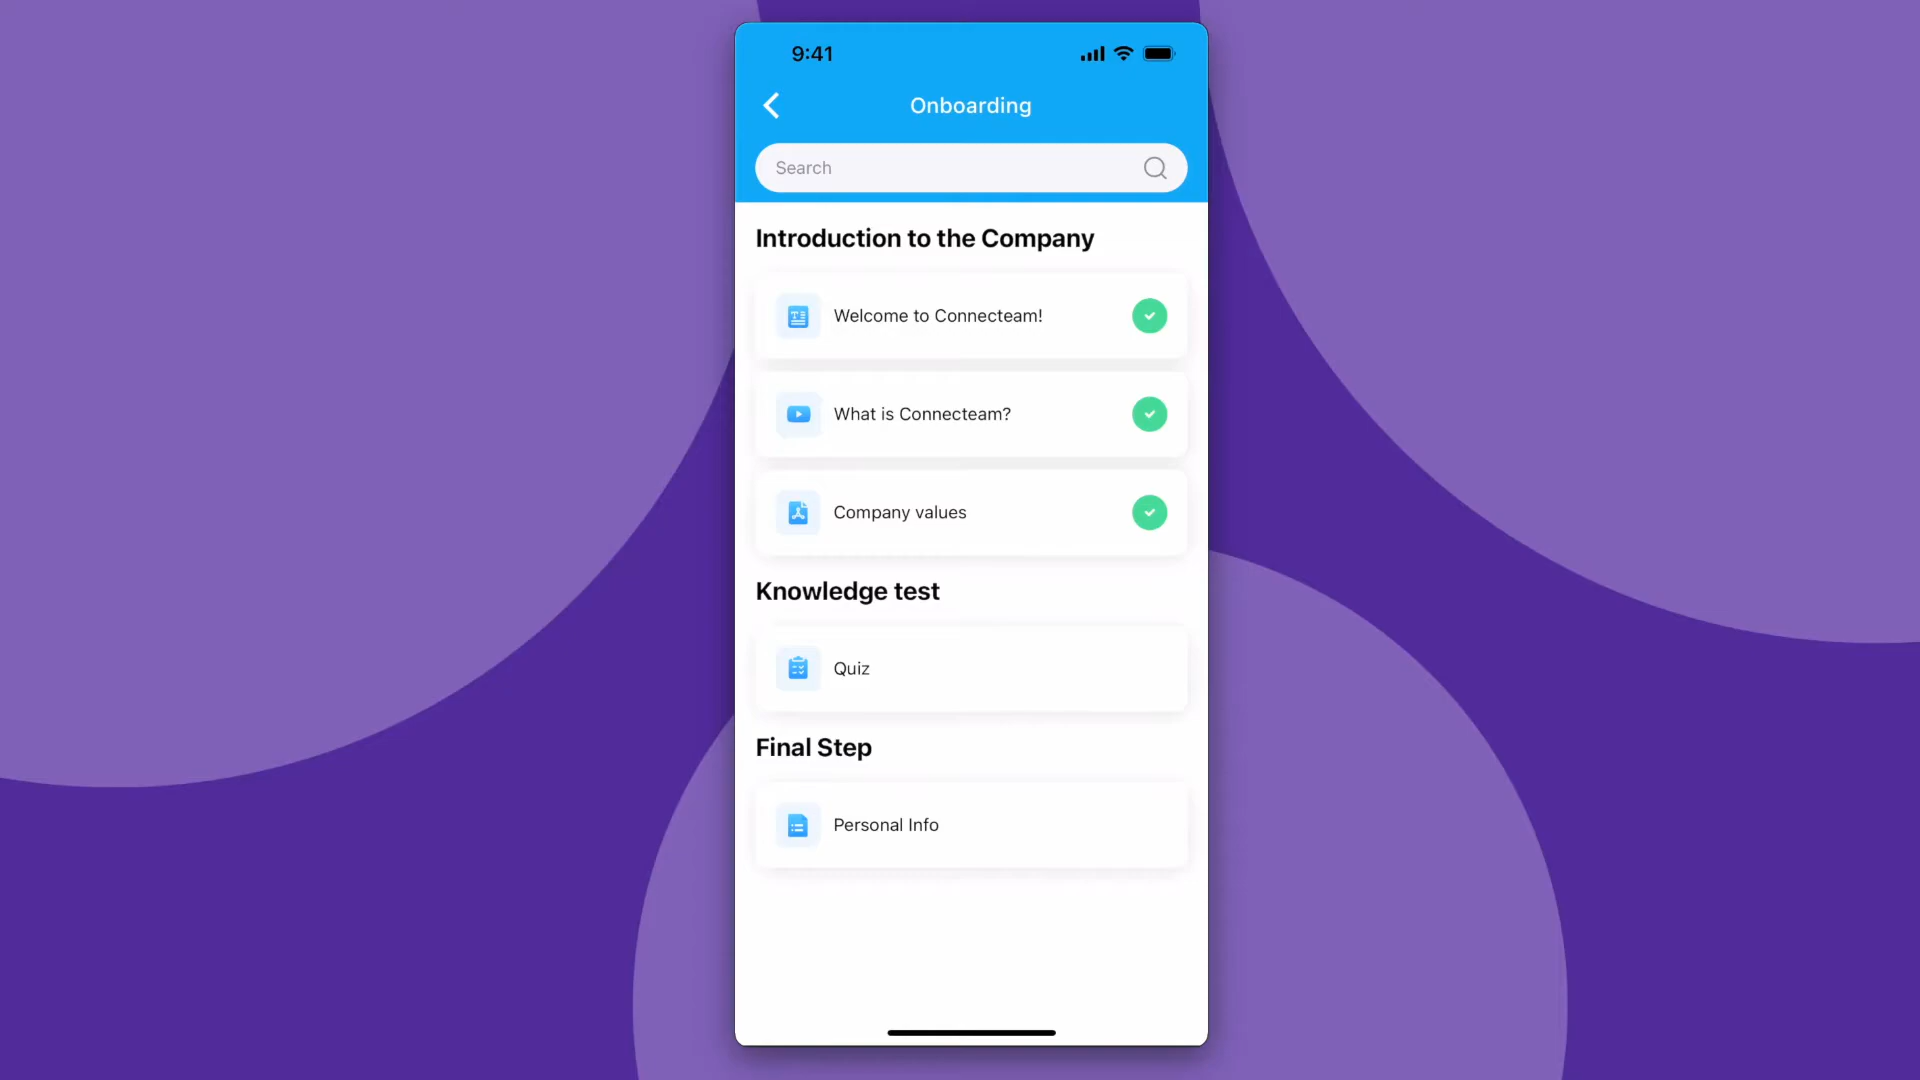 9:41
Onboarding
Search
Introduction to the Company
Welcome to Connecteam!
What is Connecteam?
Company values
Knowledge test
Quiz
Final Step
Personal Info